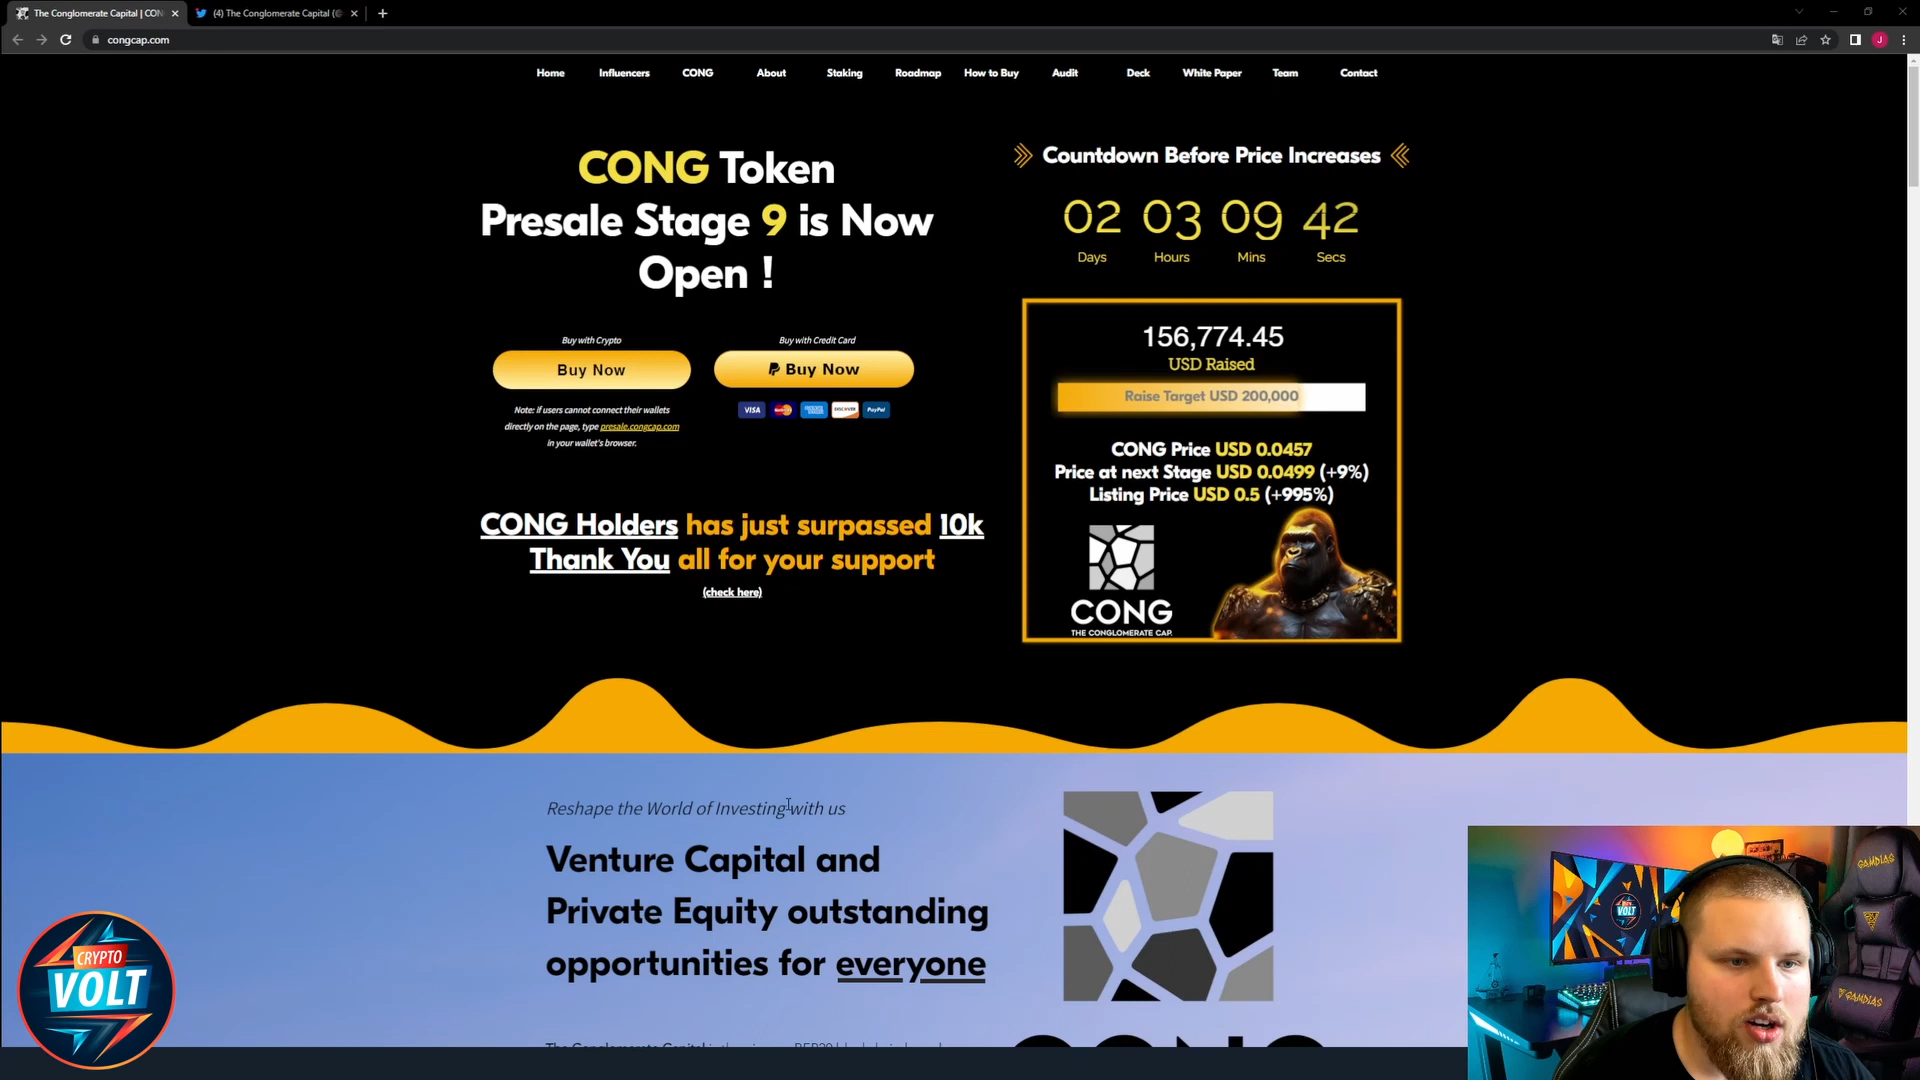 The Conglomerate Capital | CON
(4) The Conglomerate Capital (@
congcap.com
J
Home Influencers CONG About Staking Roadmap How to Buy Audit Deck White Paper Team Contact
CONG Token
Presale Stage 9 is Now
Open !
Buy with Crypto
Buy Now
Note: if users cannot connect their wallets
directly on the page, type presale.congcap.com
in your wallet's browser.
Buy with Credit Card
Buy Now
VISA
DISCOVER
PayPal
CONG Holders has just surpassed 10k
Thank You all for your support
(check here)
Countdown Before Price Increases
02 03 09 42
Days Hours Mins Secs
156,774.45
USD Raised
Raise Target USD 200,000
CONG Price USD 0.0457
Price at next Stage USD 0.0499 (+9%)
Listing Price USD 0.5 (+995%)
CONG
THE CONGLOMERATE CAP.
Reshape the World of Investing with us
Venture Capital and
Private Equity outstanding
opportunities for everyone
CONG
CRYPTO
VOLT
VOLT
GAMDIAS
GAMDIAS